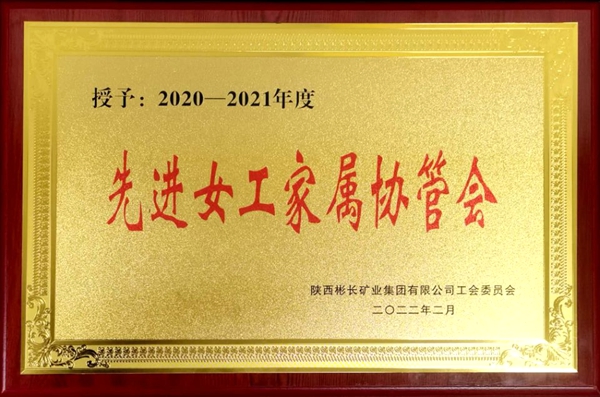 授予：2020—2021年度
先进女工家属协管会
陕西彬长矿业集团有限公司工会委员会
二〇二二年二月